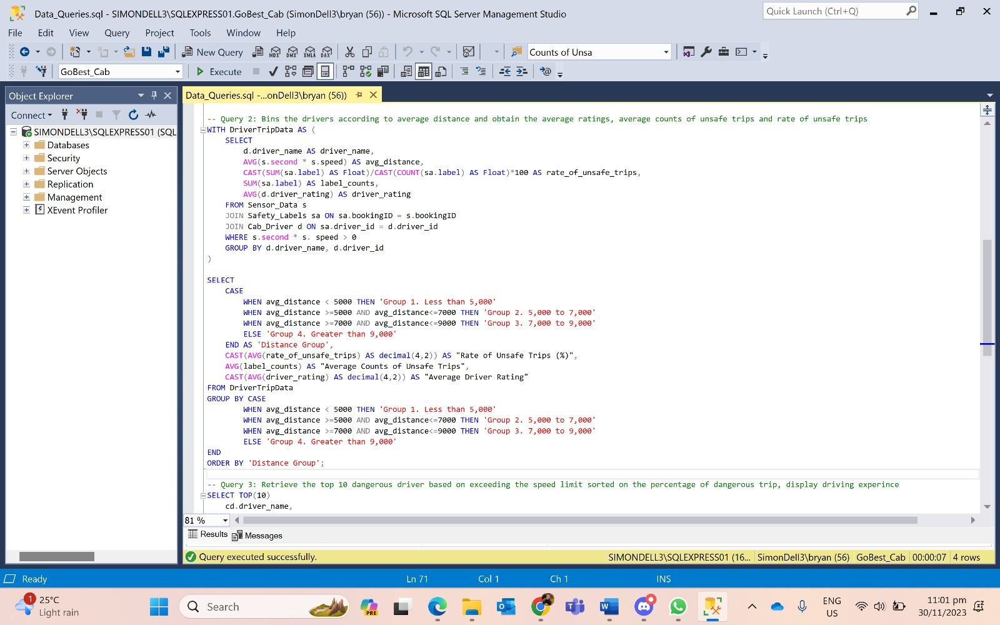 Data_Queries.sql - SIMONDELL3\SQLEXPRESS01.GoBest_Cab (SimonDell3\bryan (56)) - Microsoft SQL Server Management Studio
Quick Launch (Ctrl+Q)
File Edit View Query Project Tools Window Help
New Query MDX DMX XMLA DAX Counts of Unsa
GoBest_Cab Execute
Object Explorer
Data_Queries.sql -...onDell3\bryan (56))
Connect
SIMONDELL3\SQLEXPRESS01 (SQL
Databases
Security
Server Objects
Replication
Management
XEvent Profiler
-- Query 2: Bins the drivers according to average distance and obtain the average ratings, average counts of unsafe trips and rate of unsafe trips
WITH DriverTripData AS (
SELECT
d.driver_name AS driver_name,
AVG(s.second * s.speed) AS avg_distance,
CAST(SUM(sa.label) AS Float)/CAST(COUNT(sa.label) AS Float)*100 AS rate_of_unsafe_trips,
SUM(sa.label) AS label_counts,
AVG(d.driver_rating) AS driver_rating
FROM Sensor_Data s
JOIN Safety_Labels sa ON sa.bookingID = s.bookingID
JOIN Cab_Driver d ON sa.driver_id = d.driver_id
WHERE s.second * s. speed > 0
GROUP BY d.driver_name, d.driver_id
)
SELECT
CASE
WHEN avg_distance < 5000 THEN 'Group 1. Less than 5,000'
WHEN avg_distance >=5000 AND avg_distance<=7000 THEN 'Group 2. 5,000 to 7,000'
WHEN avg_distance >=7000 AND avg_distance<=9000 THEN 'Group 3. 7,000 to 9,000'
ELSE 'Group 4. Greater than 9,000'
END AS 'Distance Group',
CAST(AVG(rate_of_unsafe_trips) AS decimal(4,2)) AS "Rate of Unsafe Trips (%)",
AVG(label_counts) AS "Average Counts of Unsafe Trips",
CAST(AVG(driver_rating) AS decimal(4,2)) AS "Average Driver Rating"
FROM DriverTripData
GROUP BY CASE
WHEN avg_distance < 5000 THEN 'Group 1. Less than 5,000'
WHEN avg_distance >=5000 AND avg_distance<=7000 THEN 'Group 2. 5,000 to 7,000'
WHEN avg_distance >=7000 AND avg_distance<=9000 THEN 'Group 3. 7,000 to 9,000'
ELSE 'Group 4. Greater than 9,000'
END
ORDER BY 'Distance Group';
-- Query 3: Retrieve the top 10 dangerous driver based on exceeding the speed limit sorted on the percentage of dangerous trip, display driving experince
SELECT TOP(10)
cd.driver_name,
81 %
Results Messages
Query executed successfully. SIMONDELL3\SQLEXPRESS01 (16... SimonDell3\bryan (56) GoBest_Cab 00:00:07 4 rows
Ready Ln 71 Col 1 Ch 1 INS
1 25°C
Light rain
Search
PRE
ENG
US
11:01 pm
30/11/2023